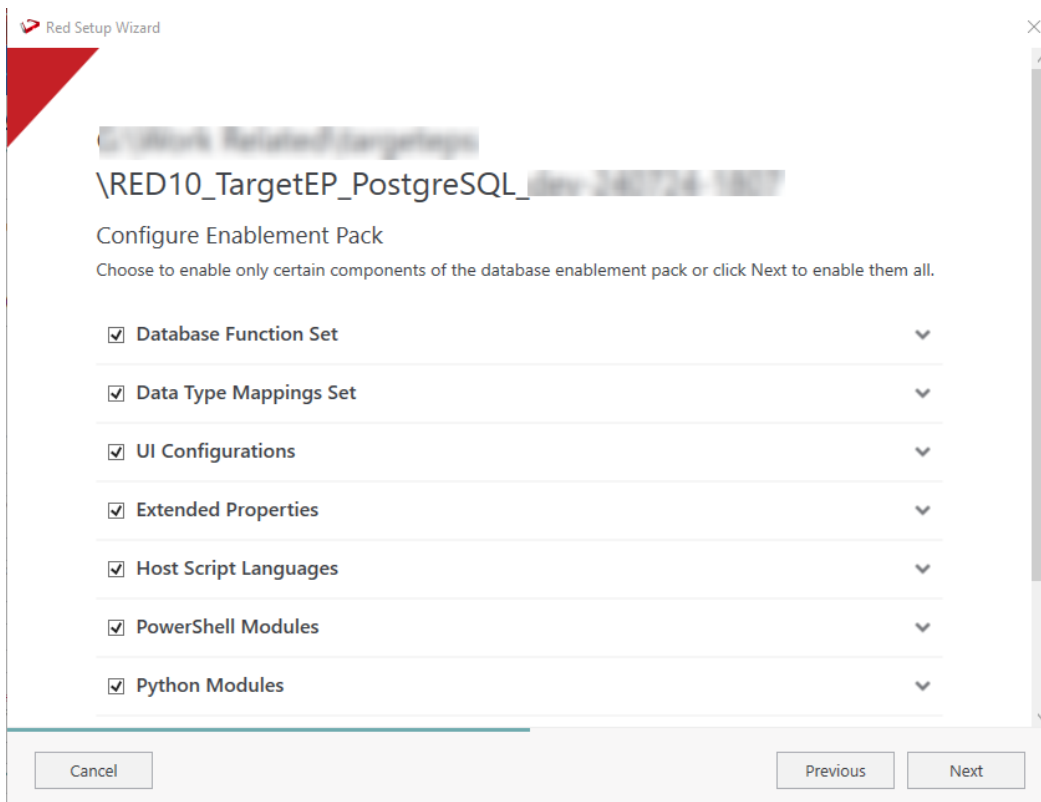 Red Setup Wizard
\RED10_TargetEP_PostgreSQL_
Configure Enablement Pack
Choose to enable only certain components of the database enablement pack or click Next to enable them all.
Database Function Set
Data Type Mappings Set
UI Configurations
Extended Properties
Host Script Languages
PowerShell Modules
Python Modules
Cancel
Previous
Next